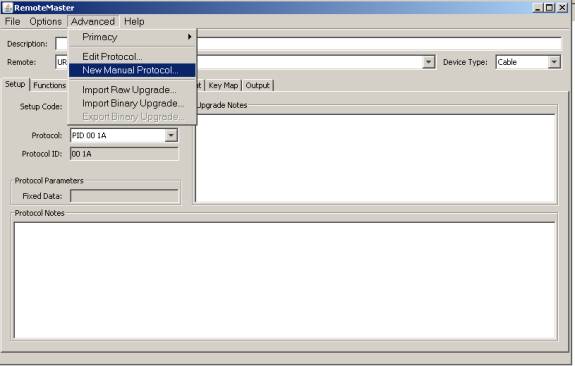 RemoteMaster
File Options Advanced Help
Primacy
Description:
Edit Protocol...
Remote: UR Device Type: Cable
New Manual Protocol...
Setup Functions Key Map Output
Import Raw Upgrade...
Setup Code: Import Binary Upgrade... Upgrade Notes
Export Binary Upgrade...
Protocol: PID 00 1A
Protocol ID: 00 1A
Protocol Parameters
Fixed Data:
Protocol Notes